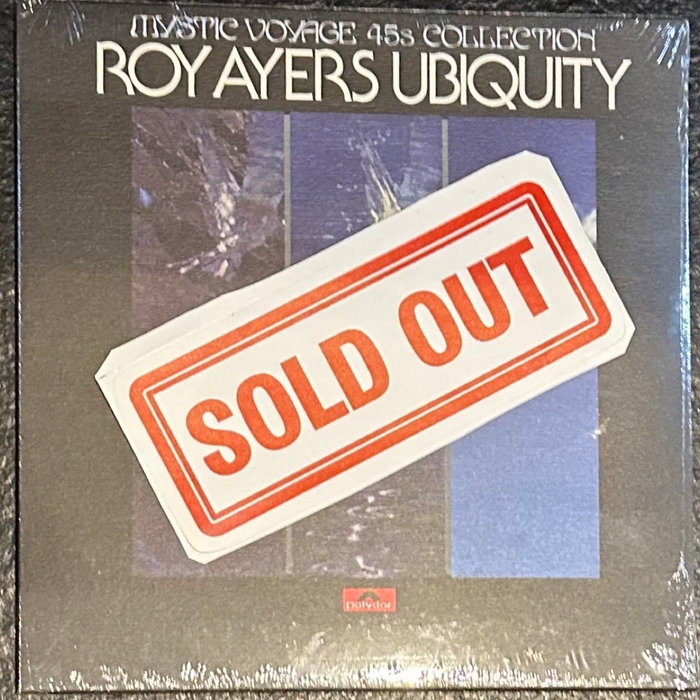 MYSTIC VOYAGE 45s COLLECTION
ROY AYERS UBIQUITY
SOLD OUT
Polydor